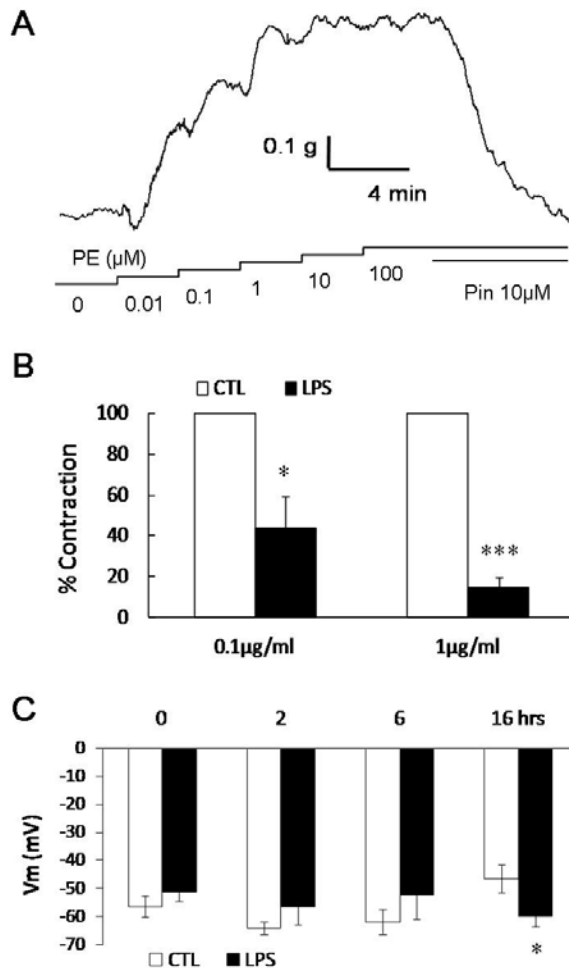 A
0.1 g
4 min
PE (µM)
0
0.01
0.1
1
10
100
Pin 10µM
B
CTL LPS
% Contraction
100
80
60
40
20
0
*
***
0.1µg/ml 1µg/ml
C
0 2 6 16 hrs
Vm (mV)
0
-10
-20
-30
-40
-50
-60
-70
*
CTL LPS